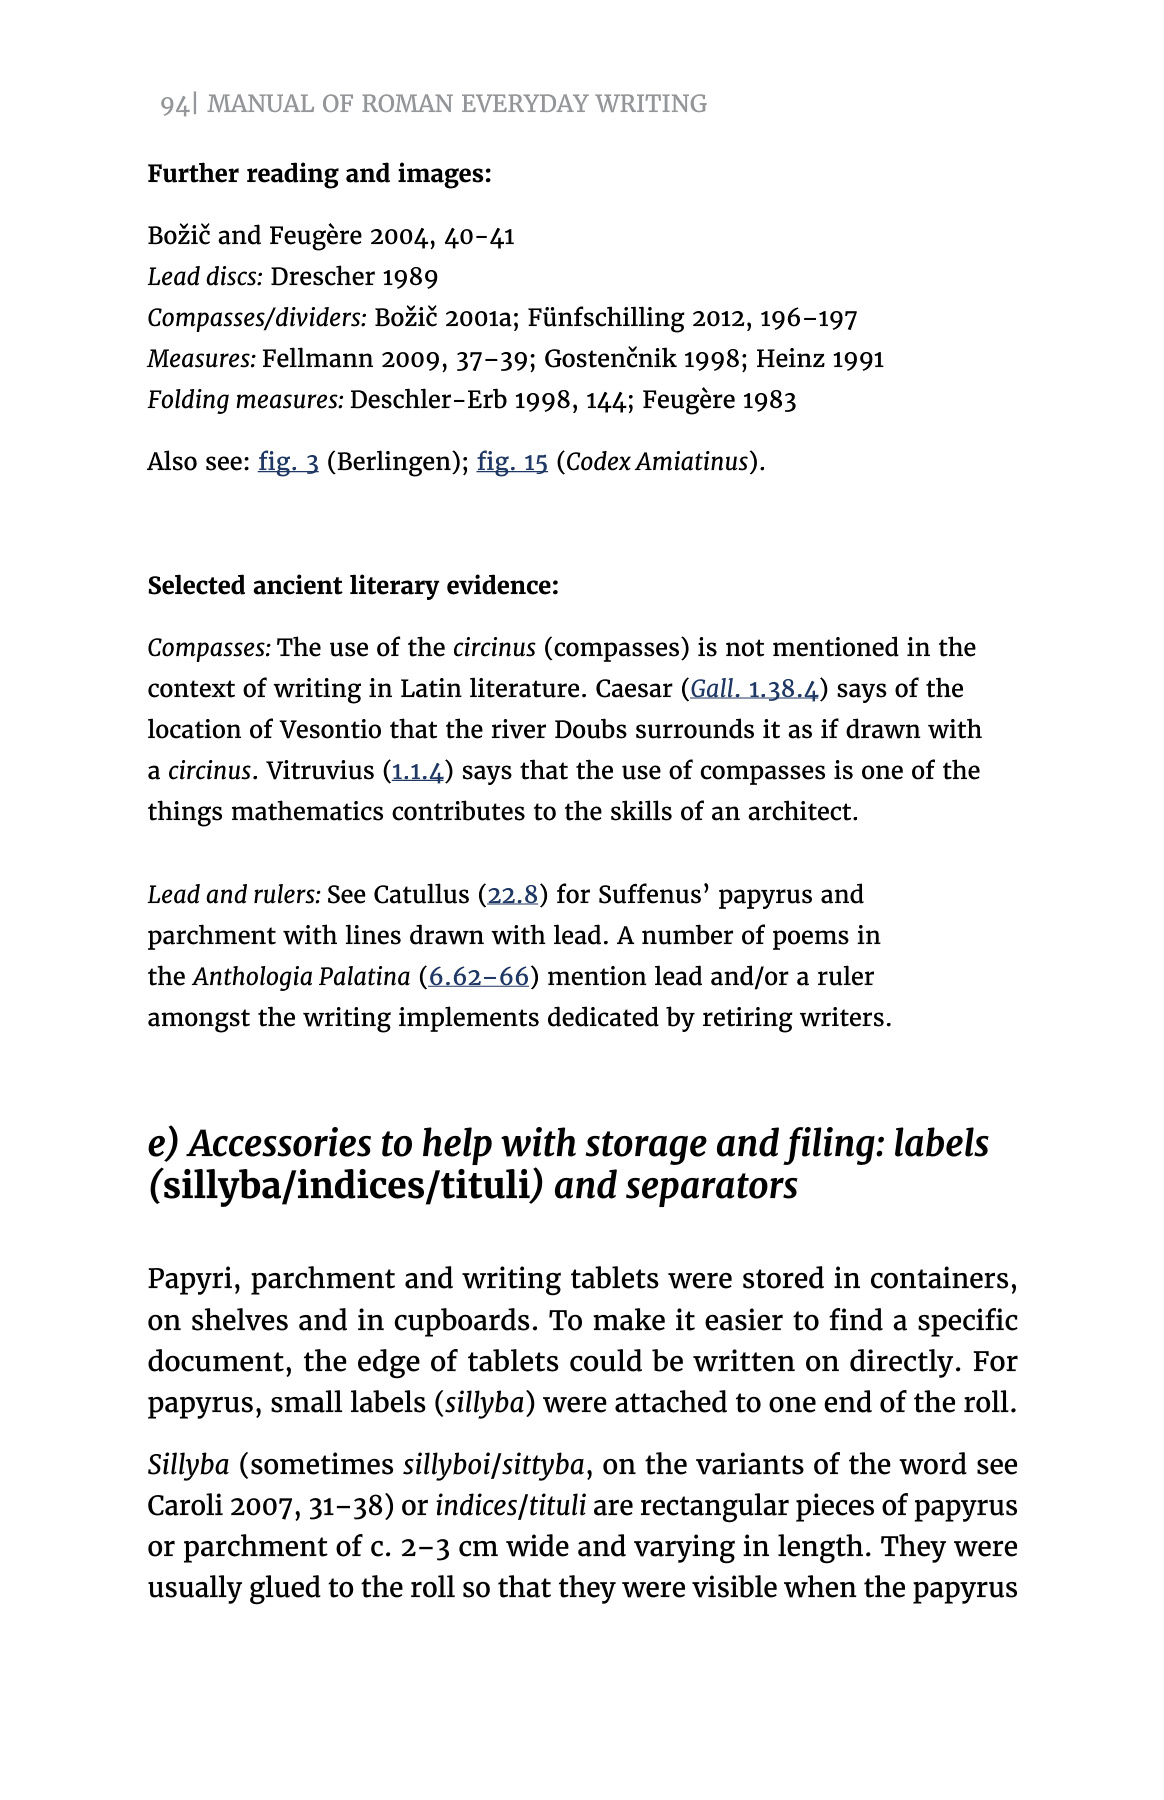 94| MANUAL OF ROMAN EVERYDAY WRITING
Further reading and images:
Božič and Feugère 2004, 40-41
Lead discs: Drescher 1989
Compasses/dividers: Božič 2001a; Fünfschilling 2012, 196–197
Measures: Fellmann 2009, 37–39; Gostenčnik 1998; Heinz 1991
Folding measures: Deschler-Erb 1998, 144; Feugère 1983
Also see: fig. 3 (Berlingen); fig. 15 (Codex Amiatinus).
Selected ancient literary evidence:
Compasses: The use of the circinus (compasses) is not mentioned in the
context of writing in Latin literature. Caesar (Gall. 1.38.4) says of the
location of Vesontio that the river Doubs surrounds it as if drawn with
a circinus. Vitruvius (1.1.4) says that the use of compasses is one of the
things mathematics contributes to the skills of an architect.
Lead and rulers: See Catullus (22.8) for Suffenus’ papyrus and
parchment with lines drawn with lead. A number of poems in
the Anthologia Palatina (6.62–66) mention lead and/or a ruler
amongst the writing implements dedicated by retiring writers.
e) Accessories to help with storage and filing: labels
(sillyba/indices/tituli) and separators
Papyri, parchment and writing tablets were stored in containers,
on shelves and in cupboards. To make it easier to find a specific
document, the edge of tablets could be written on directly. For
papyrus, small labels (sillyba) were attached to one end of the roll.
Sillyba (sometimes sillyboi/sittyba, on the variants of the word see
Caroli 2007, 31–38) or indices/tituli are rectangular pieces of papyrus
or parchment of c. 2–3 cm wide and varying in length. They were
usually glued to the roll so that they were visible when the papyrus